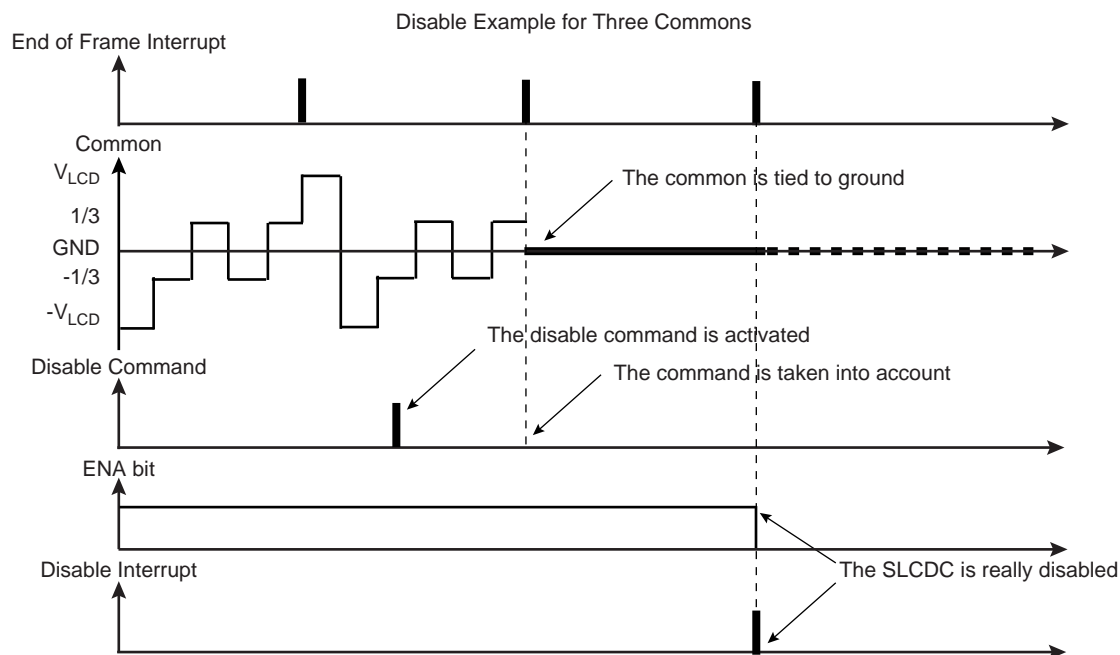 Disable Example for Three Commons
End of Frame Interrupt
Common
VLCD
The common is tied to ground
1/3
GND
-1/3
-VLCD
The disable command is activated
Disable Command
The command is taken into account
ENA bit
Disable Interrupt
The SLCDC is really disabled